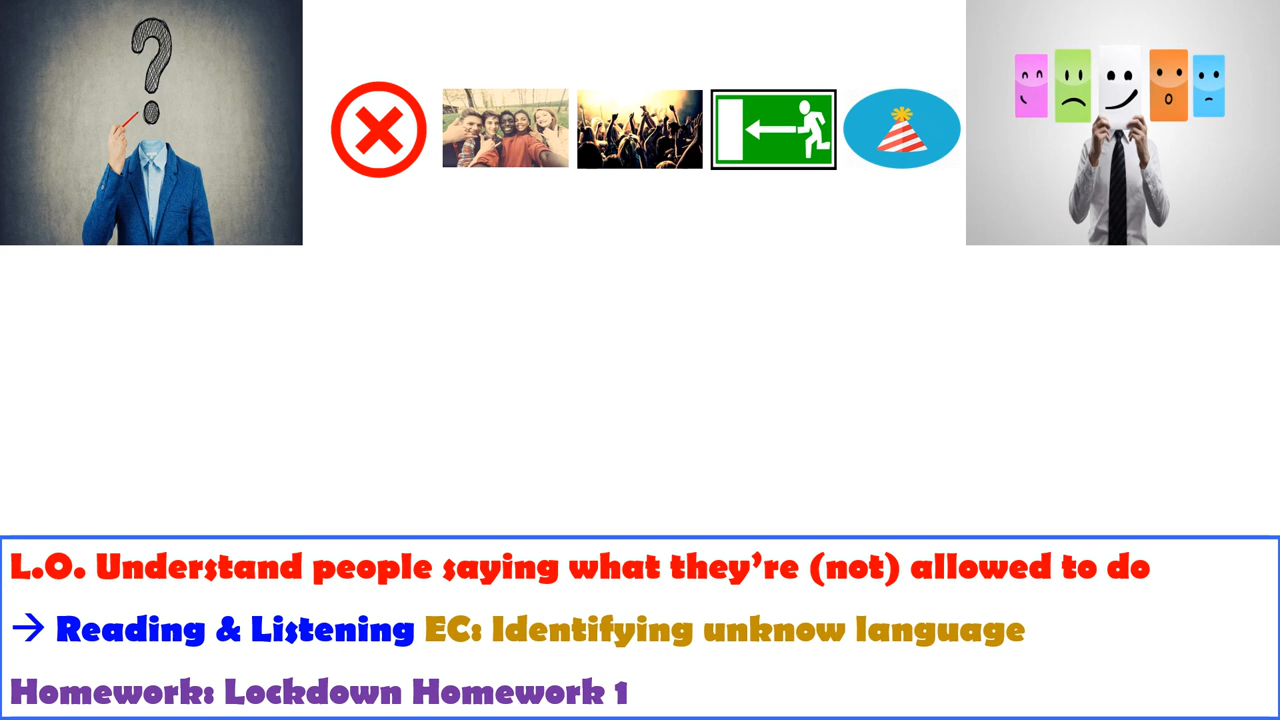 ?
L.O. Understand people saying what they're (not) allowed to do
→ Reading & Listening EC: Identifying unknow language
Homework: Lockdown Homework 1